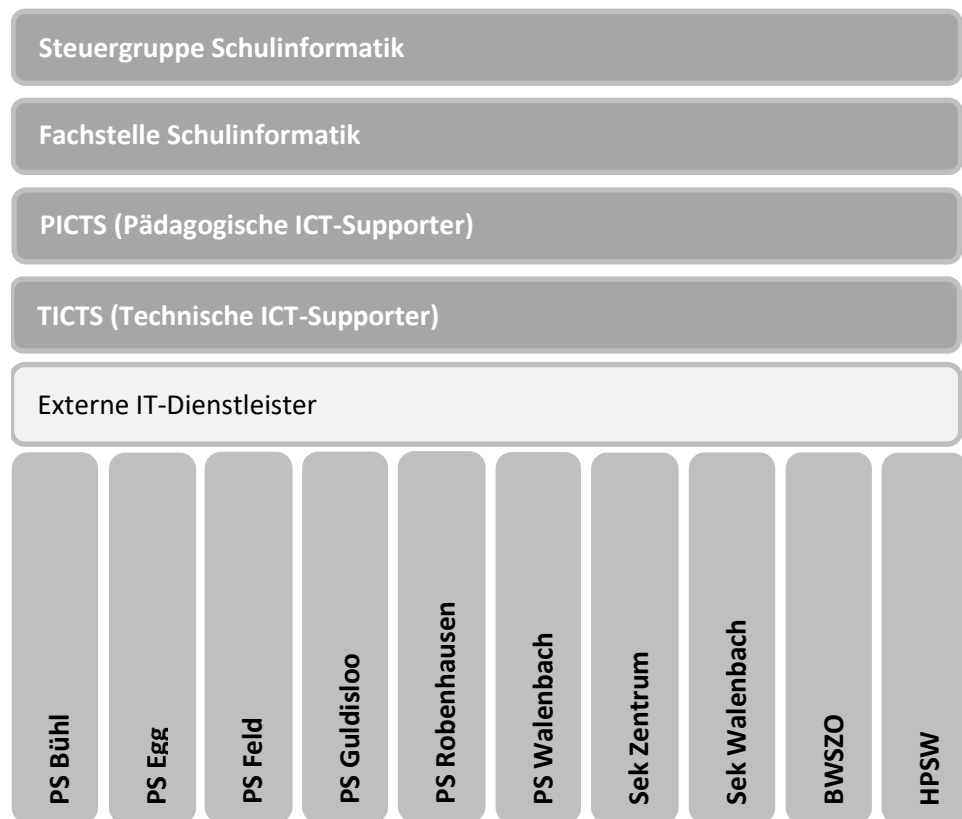 Steuergruppe Schulinformatik
Fachstelle Schulinformatik
PICTS (Pädagogische ICT-Supporter)
TICTS (Technische ICT-Supporter)
Externe IT-Dienstleister
PS Bühl
PS Egg
PS Feld
PS Guldisloo
PS Robenhausen
PS Walenbach
Sek Zentrum
Sek Walenbach
BWSZO
HPSW